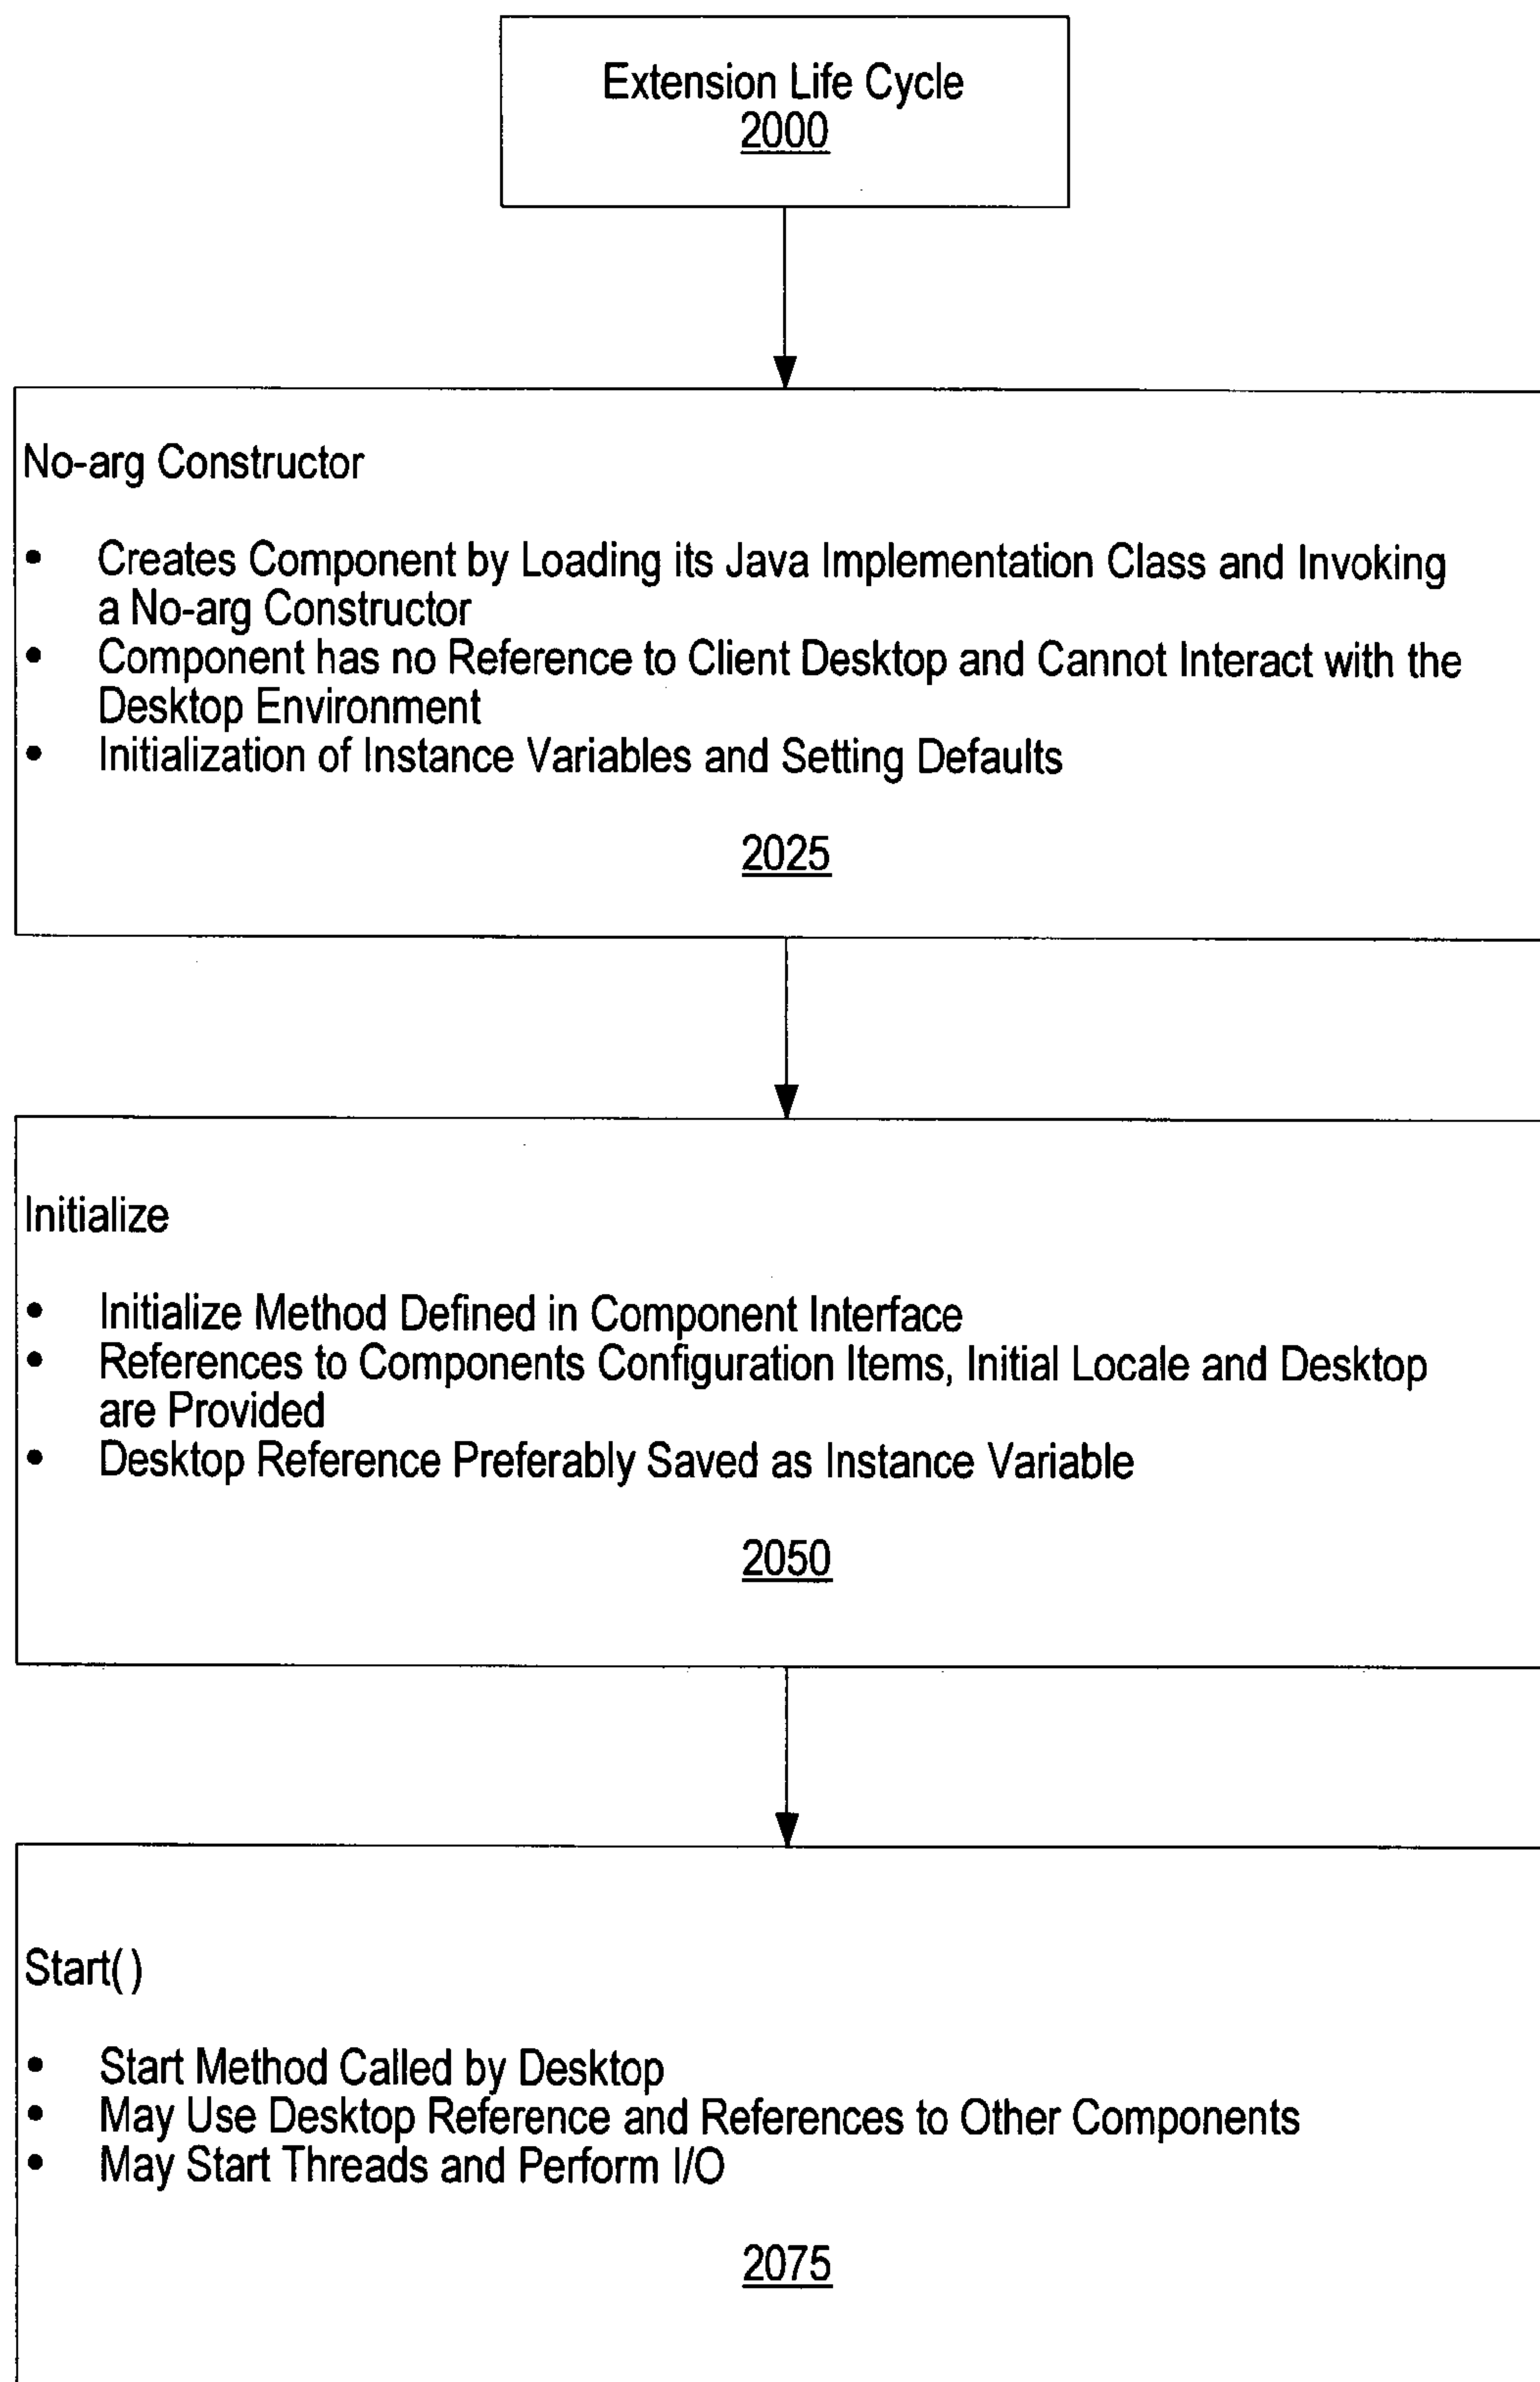 Extension Life Cycle
2000
No-arg Constructor
• Creates Component by Loading its Java Implementation Class and Invoking
a No-arg Constructor
• Component has no Reference to Client Desktop and Cannot Interact with the
Desktop Environment
• Initialization of Instance Variables and Setting Defaults
2025
Initialize
• Initialize Method Defined in Component Interface
• References to Components Configuration Items, Initial Locale and Desktop
are Provided
• Desktop Reference Preferably Saved as Instance Variable
2050
Start( )
• Start Method Called by Desktop
• May Use Desktop Reference and References to Other Components
• May Start Threads and Perform I/O
2075